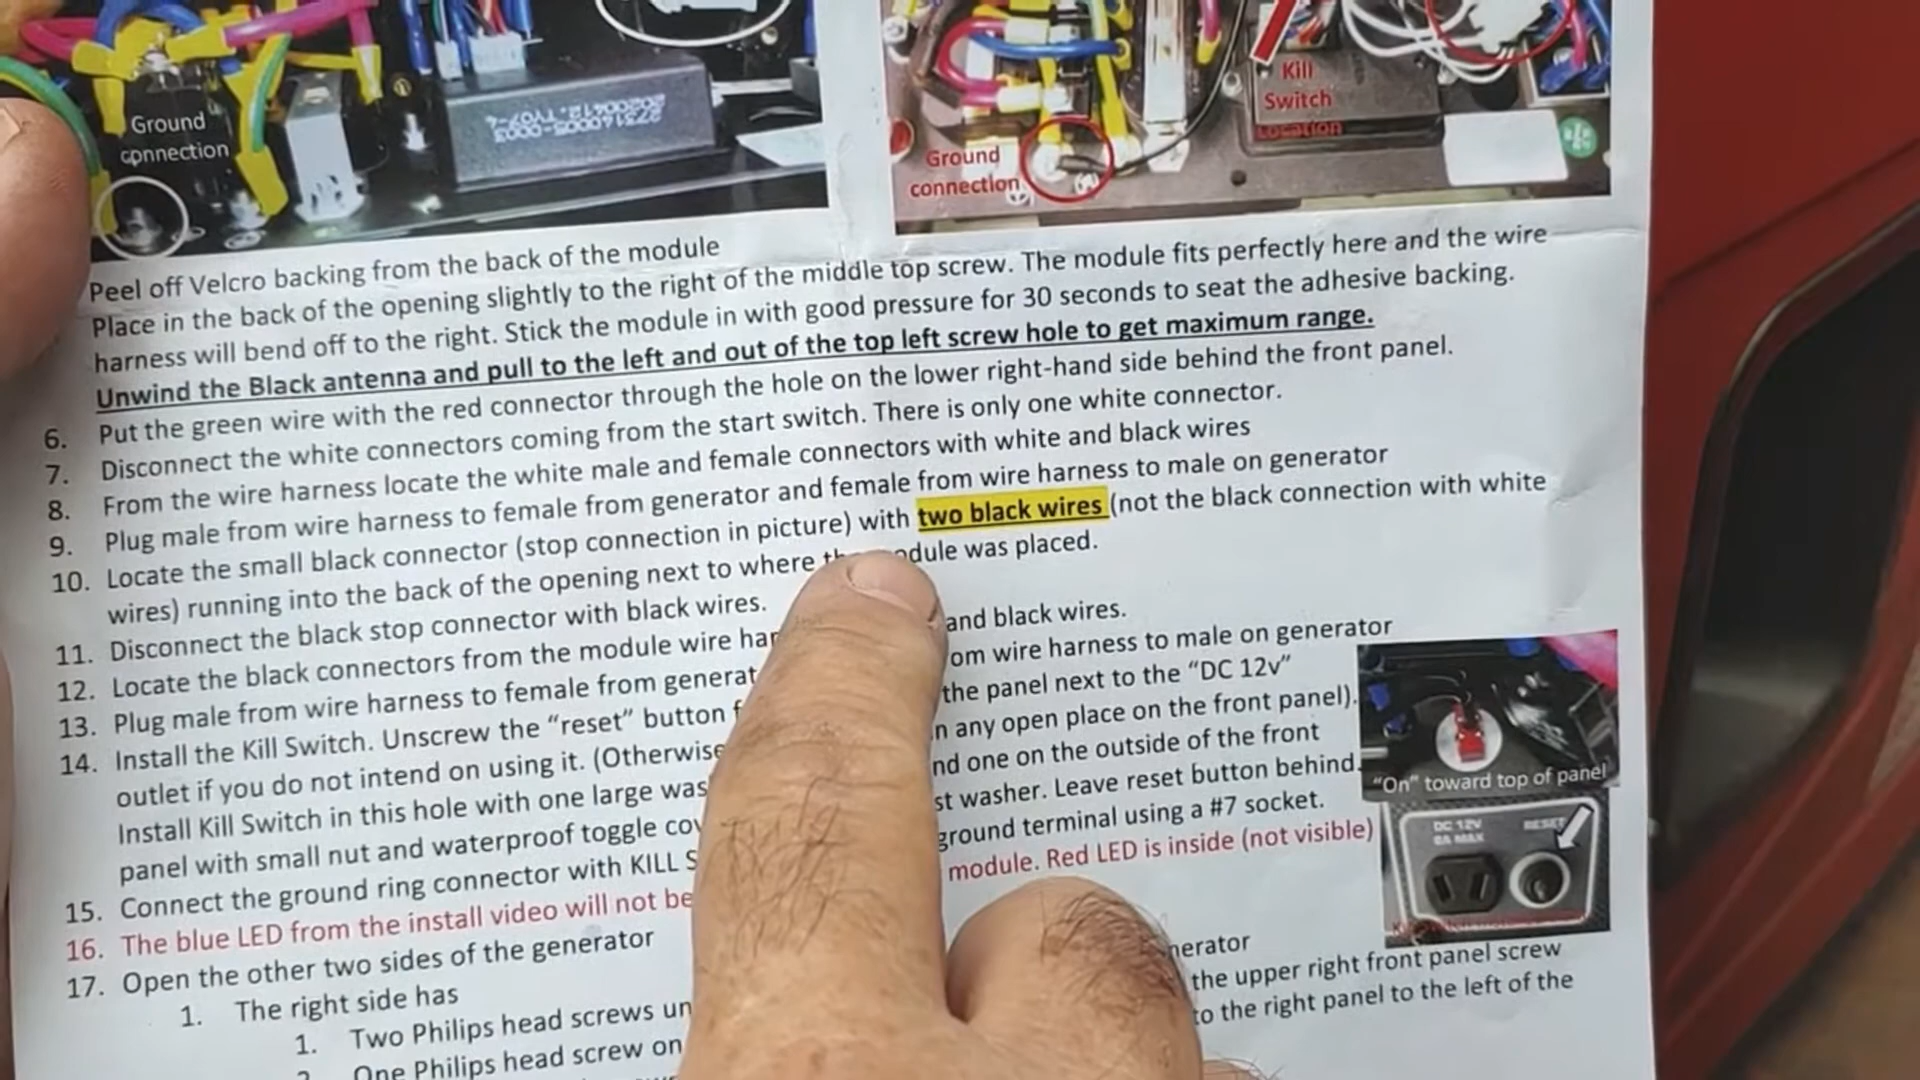 Ground
connection
273140005-0003
20200412.TY07-4
Kill
Switch
Location
Ground
connection
Peel off Velcro backing from the back of the module
Place in the back of the opening slightly to the right of the middle top screw. The module fits perfectly here and the wire
harness will bend off to the right. Stick the module in with good pressure for 30 seconds to seat the adhesive backing.
Unwind the Black antenna and pull to the left and out of the top left screw hole to get maximum range.
6. Put the green wire with the red connector through the hole on the lower right-hand side behind the front panel.
7. Disconnect the white connectors coming from the start switch. There is only one white connector.
8. From the wire harness locate the white male and female connectors with white and black wires
9. Plug male from wire harness to female from generator and female from wire harness to male on generator
10. Locate the small black connector (stop connection in picture) with two black wires (not the black connection with white
wires) running into the back of the opening next to where module was placed.
11. Disconnect the black stop connector with black wires.
12. Locate the black connectors from the module wire and black wires.
13. Plug male from wire harness to female from wire harness to male on generator
14. Install the Kill Switch. Unscrew the "reset" button the panel next to the "DC 12v"
outlet if you do not intend on using it. (Otherwise any open place on the front panel).
Install Kill Switch in this hole with one large one on the outside of the front
panel with small nut and waterproof toggle washer. Leave reset button behind.
15. Connect the ground ring connector with KILL ground terminal using a #7 socket.
16. The blue LED from the install video will not be module. Red LED is inside (not visible)
17. Open the other two sides of the generator
1. The right side has
1. Two Philips head screws
One Philips head screw on the upper right front panel screw
to the right panel to the left of the
"On" toward top of panel
DC 12V RESET
8A MAX